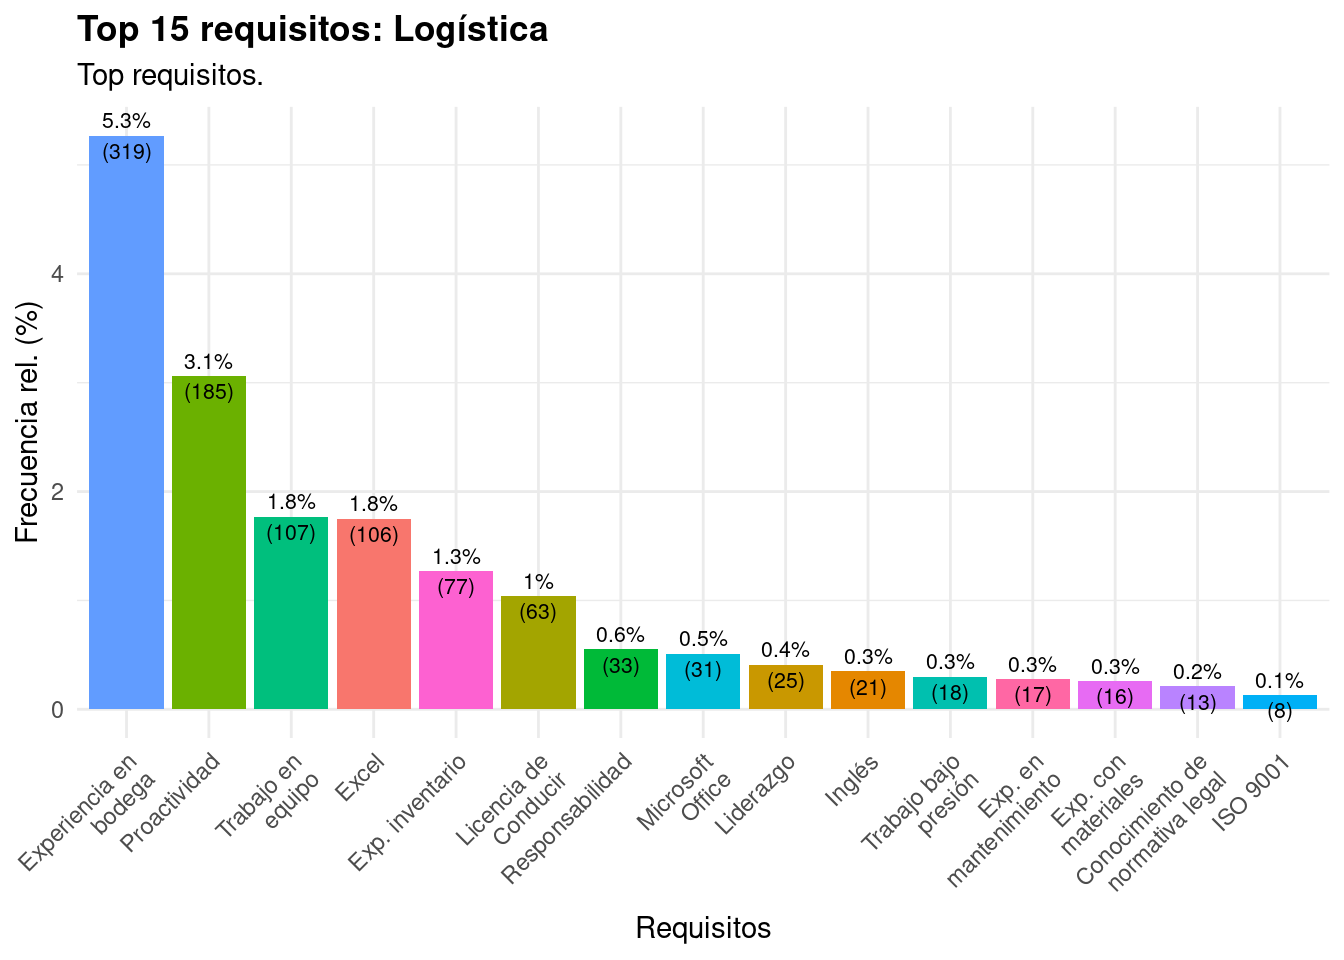 Top 15 requisitos: Logística
Top requisitos.
Frecuencia rel. (%)
4
2
0
5.3%
(319)
3.1%
(185)
1.8%
(107)
1.8%
(106)
1.3%
(77)
1%
(63)
0.6%
(33)
0.5%
(31)
0.4%
(25)
0.3%
(21)
0.3%
(18)
0.3%
(17)
0.3%
(16)
0.2%
(13)
0.1%
(8)
Experiencia en
bodega
Proactividad
Trabajo en
equipo
Excel
Exp. inventario
Licencia de
Conducir
Responsabilidad
Microsoft
Office
Liderazgo
Inglés
Trabajo bajo
presión
Exp. en
mantenimiento
Exp. con
materiales
Conocimiento de
normativa legal
ISO 9001
Requisitos